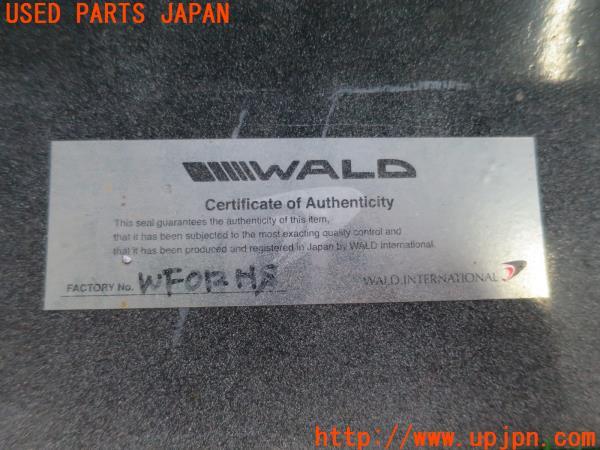 USED PARTS JAPAN
WALD
Certificate of Authenticity
This seal guarantees the authenticity of this item,
that it has been subjected to the most exacting quality control and
that it has been produced and registered in Japan by WALD International.
FACTORY No.
WALD INTERNATIONAL
http://www.upjpn.com/